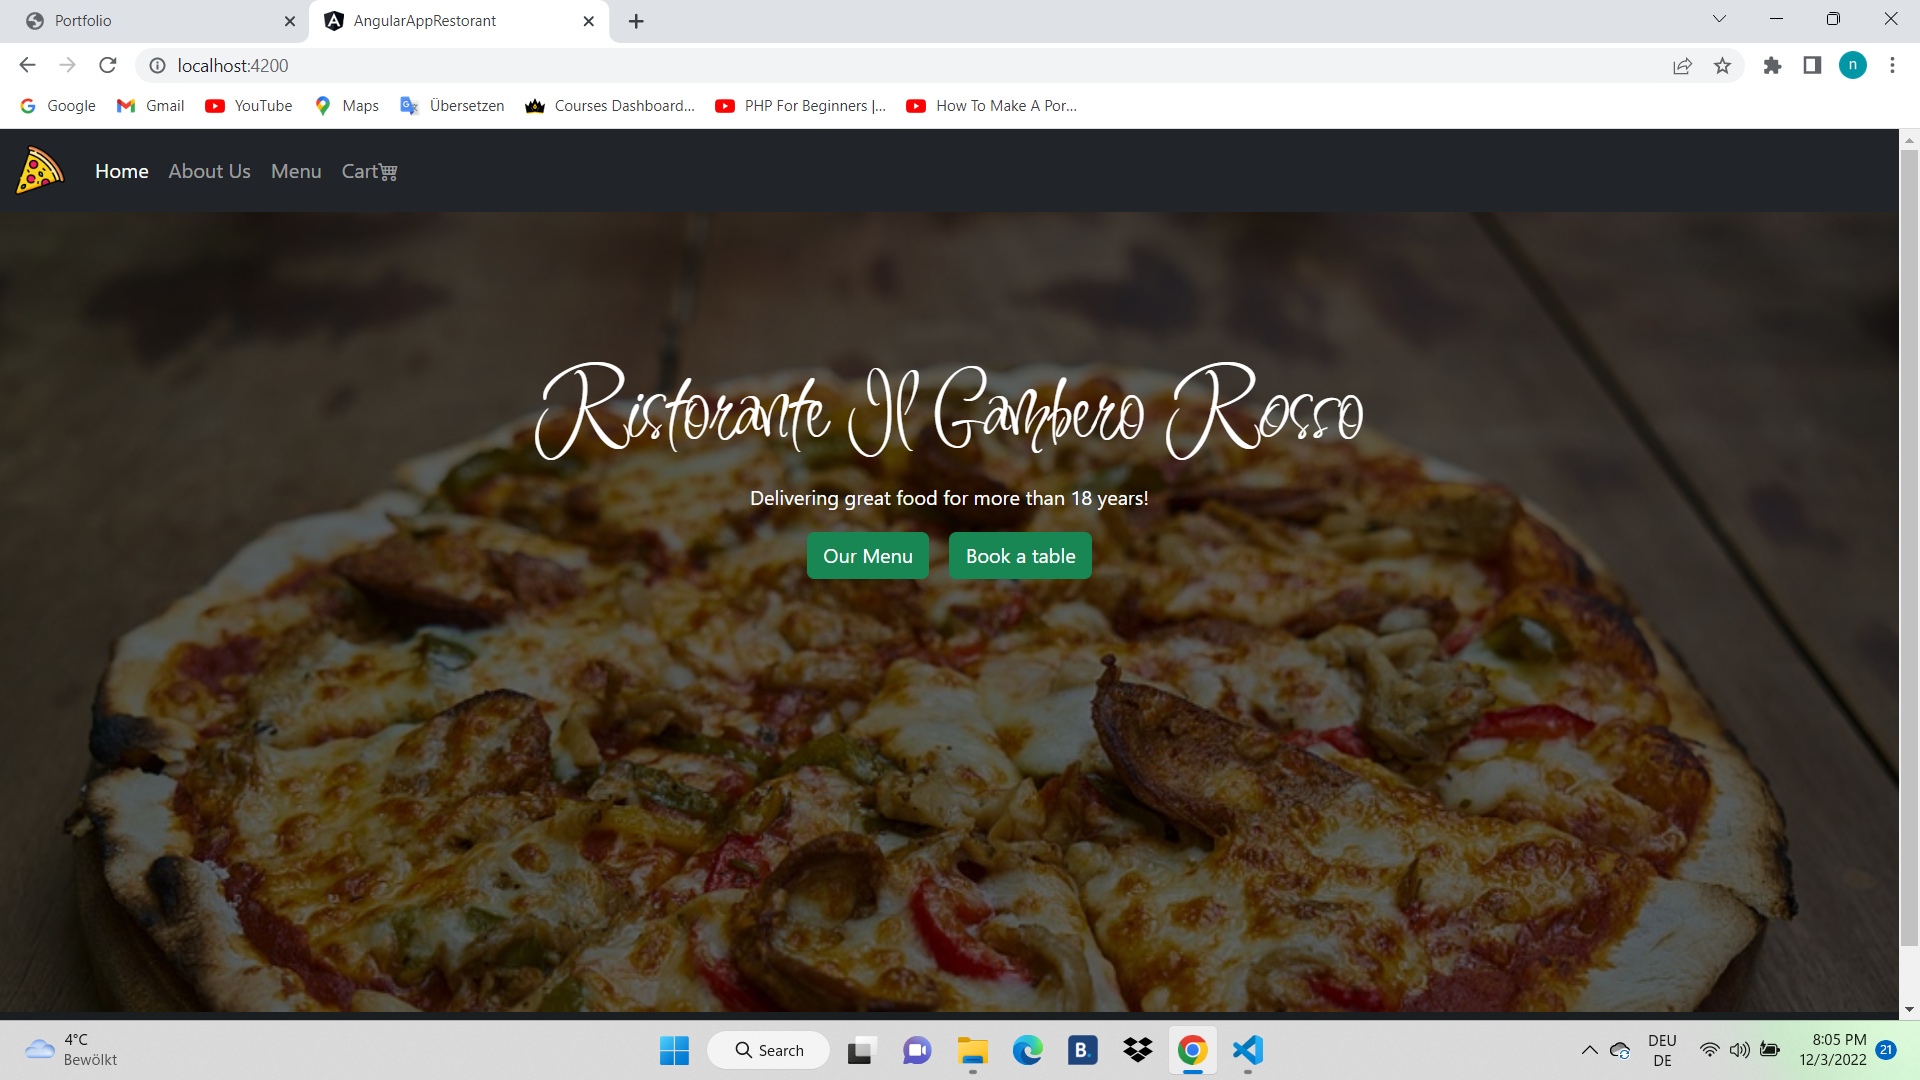 Portfolio
AngularAppRestorant
localhost:4200
n
Google
Gmail
YouTube
Maps
Übersetzen
Courses Dashboard...
PHP For Beginners |...
How To Make A Por...
Home
About Us
Menu
Cart
Ristorante Il Gambero Rosso
Delivering great food for more than 18 years!
Our Menu
Book a table
4°C
Bewölkt
Search
B.
DEU
DE
8:05 PM
12/3/2022
21